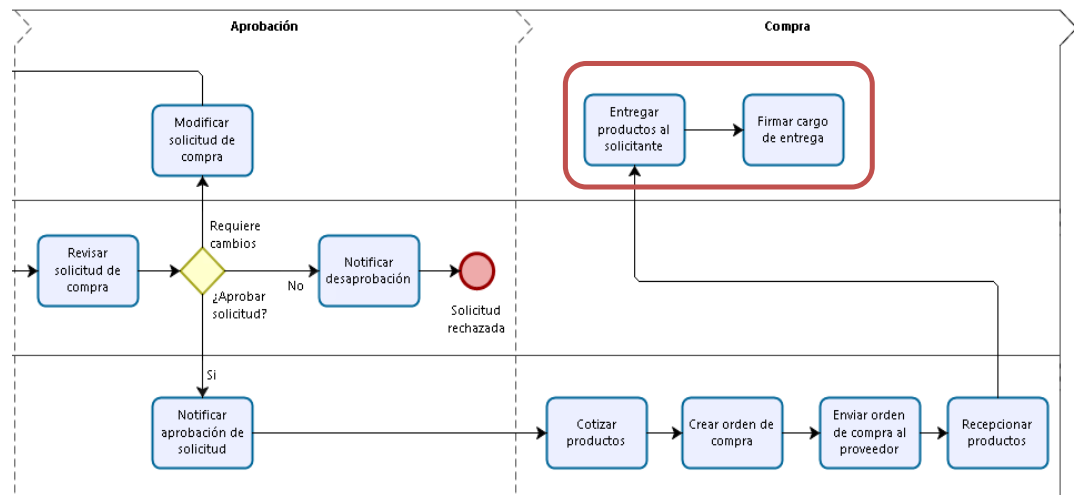 Aprobación
Compra
Modificar
solicitud de
compra
Entregar
productos al
solicitante
Firmar cargo
de entrega
Requiere
cambios
Revisar
solicitud de
compra
¿Aprobar
solicitud?
No
Notificar
desaprobación
Solicitud
rechazada
Si
Notificar
aprobación de
solicitud
Cotizar
productos
Crear orden de
compra
Enviar orden
de compra al
proveedor
Recepcionar
productos